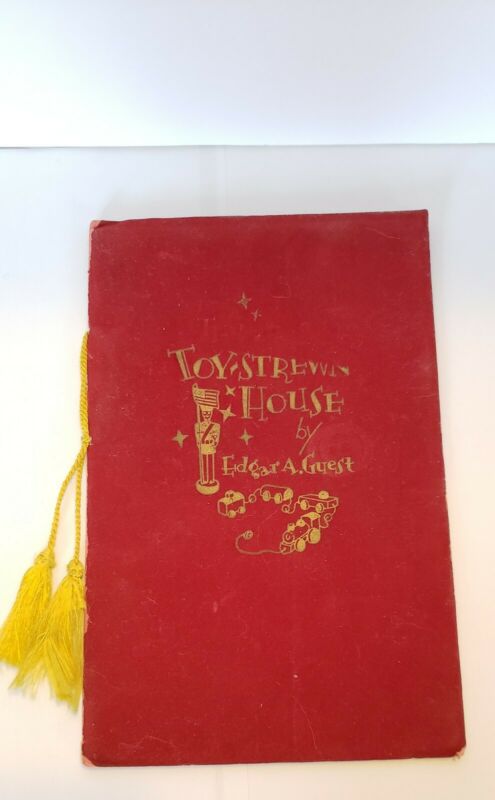 TOY-STREWN
HOUSE
by
Edgar A. Guest